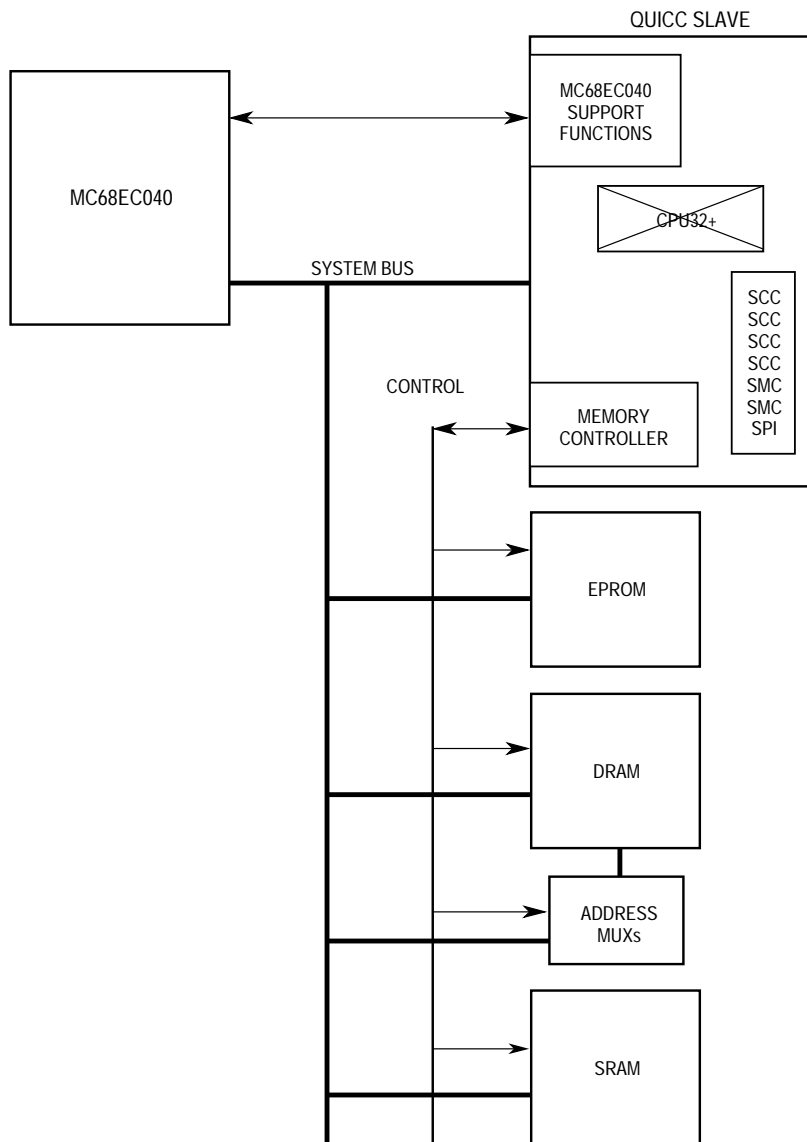 QUICC SLAVE
MC68EC040
SUPPORT
FUNCTIONS
MC68EC040
CPU32+
SYSTEM BUS
SCC
SCC
SCC
SCC
SMC
SMC
SPI
CONTROL
MEMORY
CONTROLLER
EPROM
DRAM
ADDRESS
MUXs
SRAM